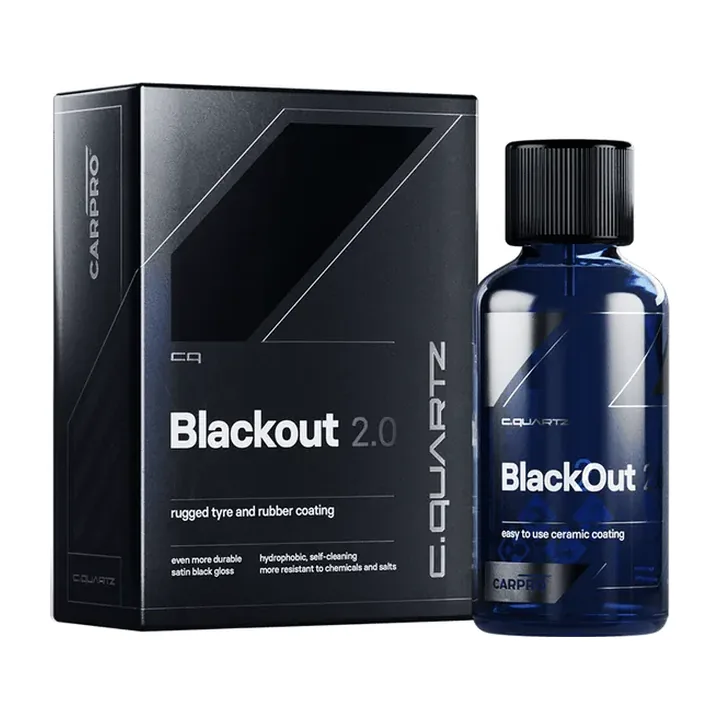 CARPRO
C.QUARTZ
cq
Blackout 2.0
rugged tyre and rubber coating
even more durable
satin black gloss
hydrophobic, self-cleaning
more resistant to chemicals and salts
C.QUARTZ
C.QUARTZ
BlackOut 2
easy to use ceramic coating
CARPRO